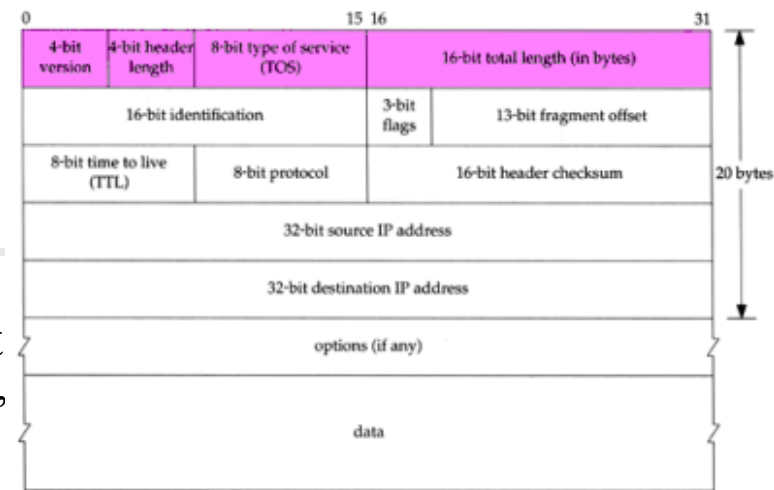 0 15 16 31
4-bit version 4-bit header length 8-bit type of service (TOS) 16-bit total length (in bytes)
16-bit identification 3-bit flags 13-bit fragment offset
8-bit time to live (TTL) 8-bit protocol 16-bit header checksum
20 bytes
32-bit source IP address
32-bit destination IP address
options (if any)
data